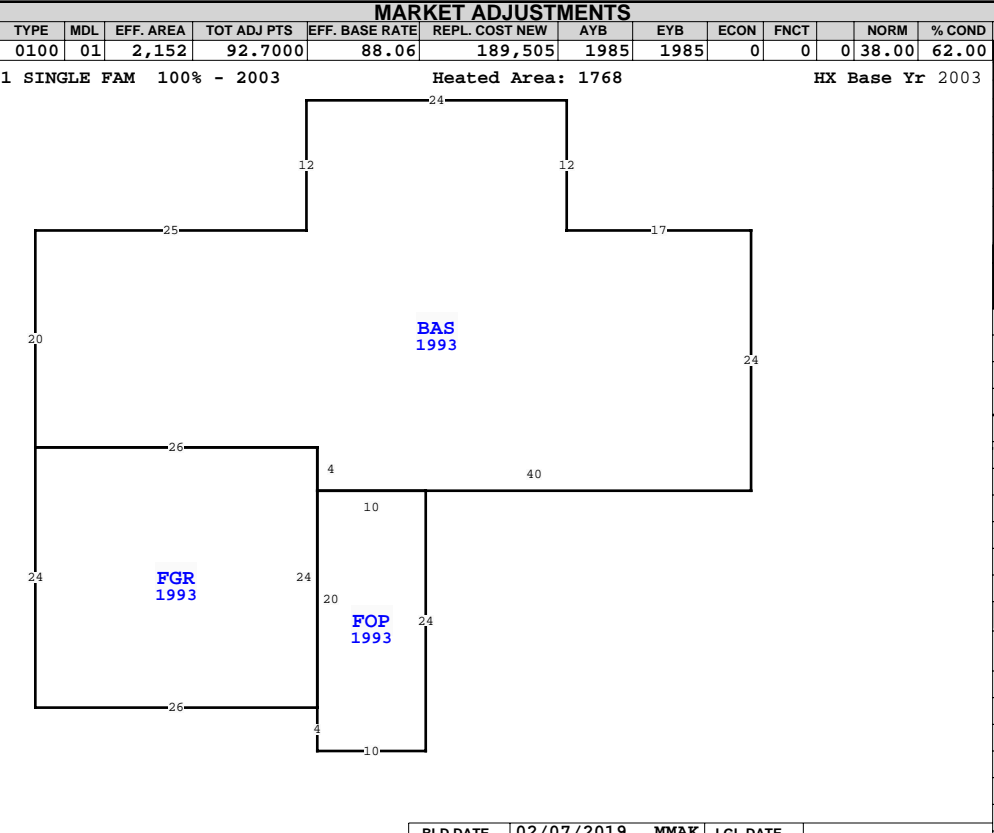 MARKET ADJUSTMENTS
TYPE MDL EFF. AREA TOT ADJ PTS EFF. BASE RATE REPL. COST NEW AYB EYB ECON FNCT NORM % COND
0100 01 2,152 92.7000 88.06 189,505 1985 1985 0 0 0 38.00 62.00
1 SINGLE FAM 100% - 2003 Heated Area: 1768 HX Base Yr 2003
24
12 12
25 17
BAS
1993
20
24
26
4 40
10
FGR
1993
24 24
20
FOP
1993
24
26
4
10
BLD DATE 02/07/2019 MMAK LGL DATE